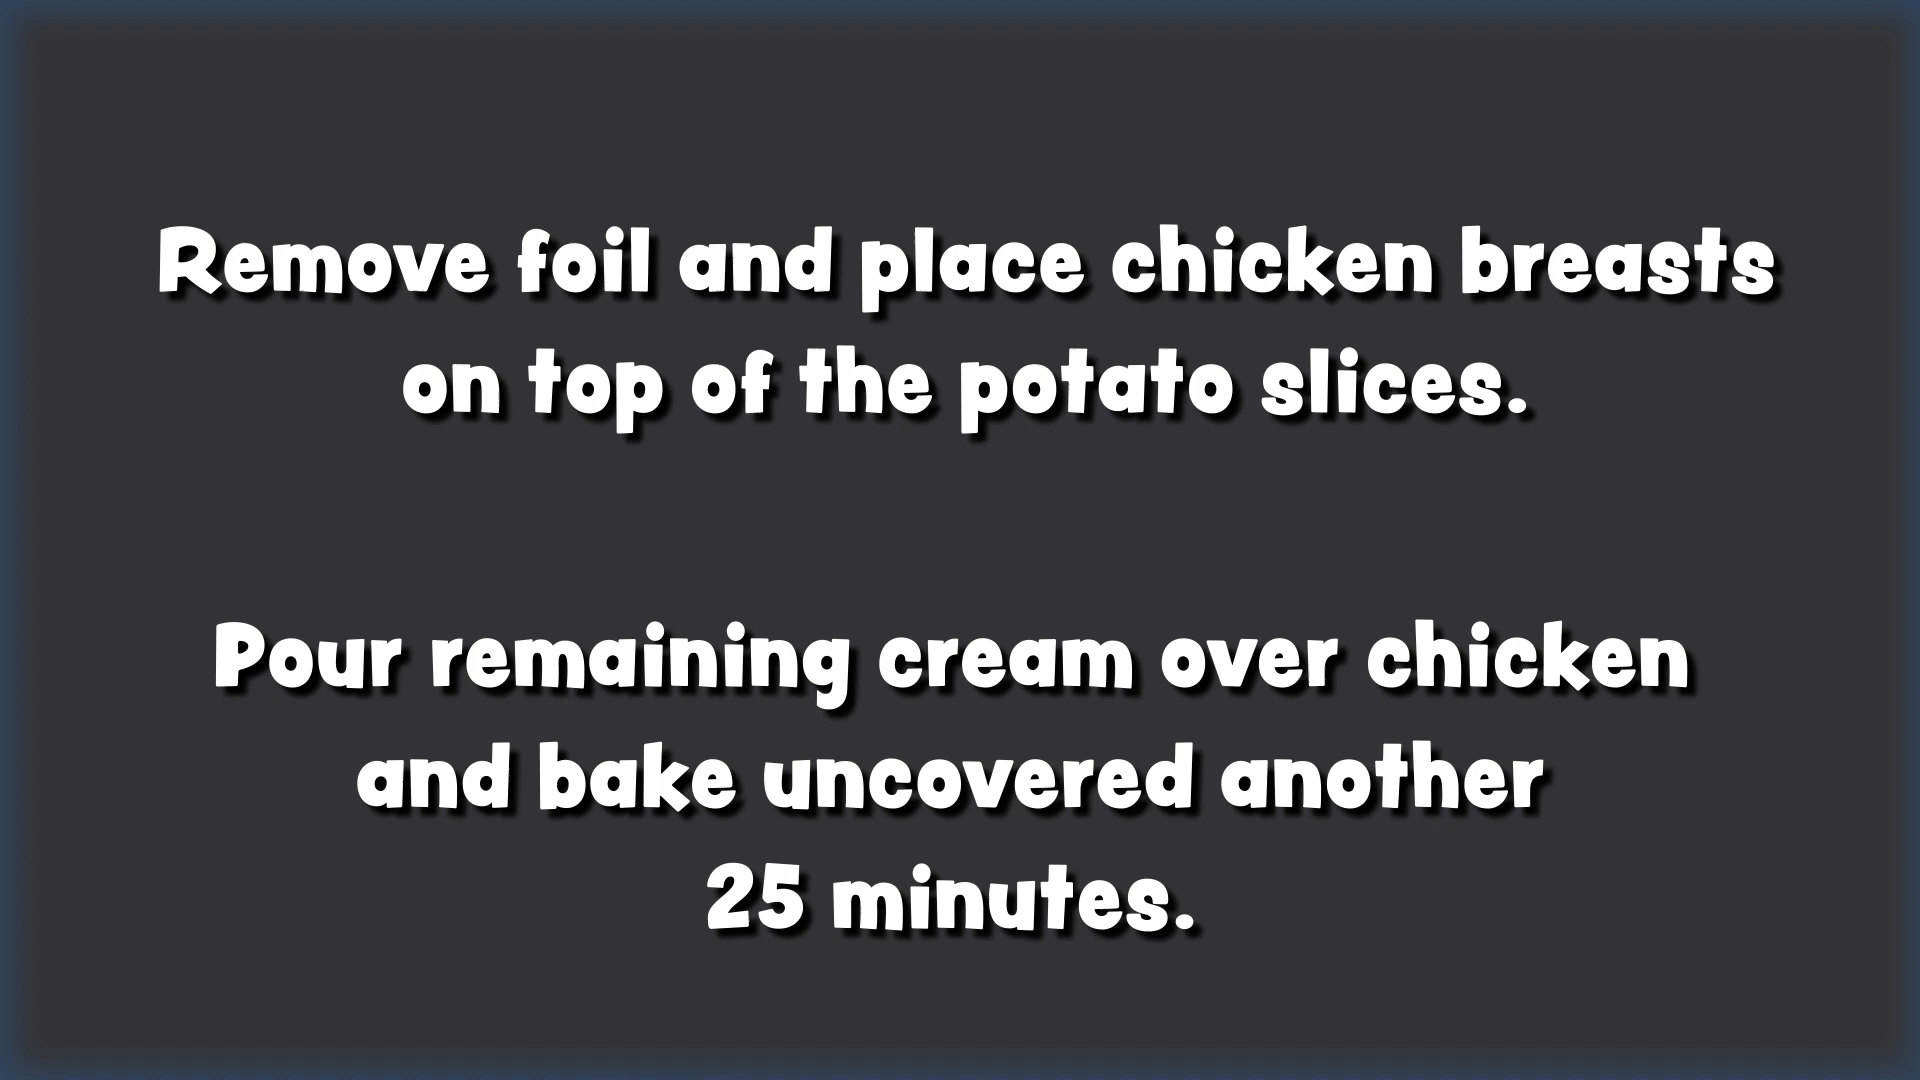 Remove foil and place chicken breasts
on top of the potato slices.
Pour remaining cream over chicken
and bake uncovered another
25 minutes.